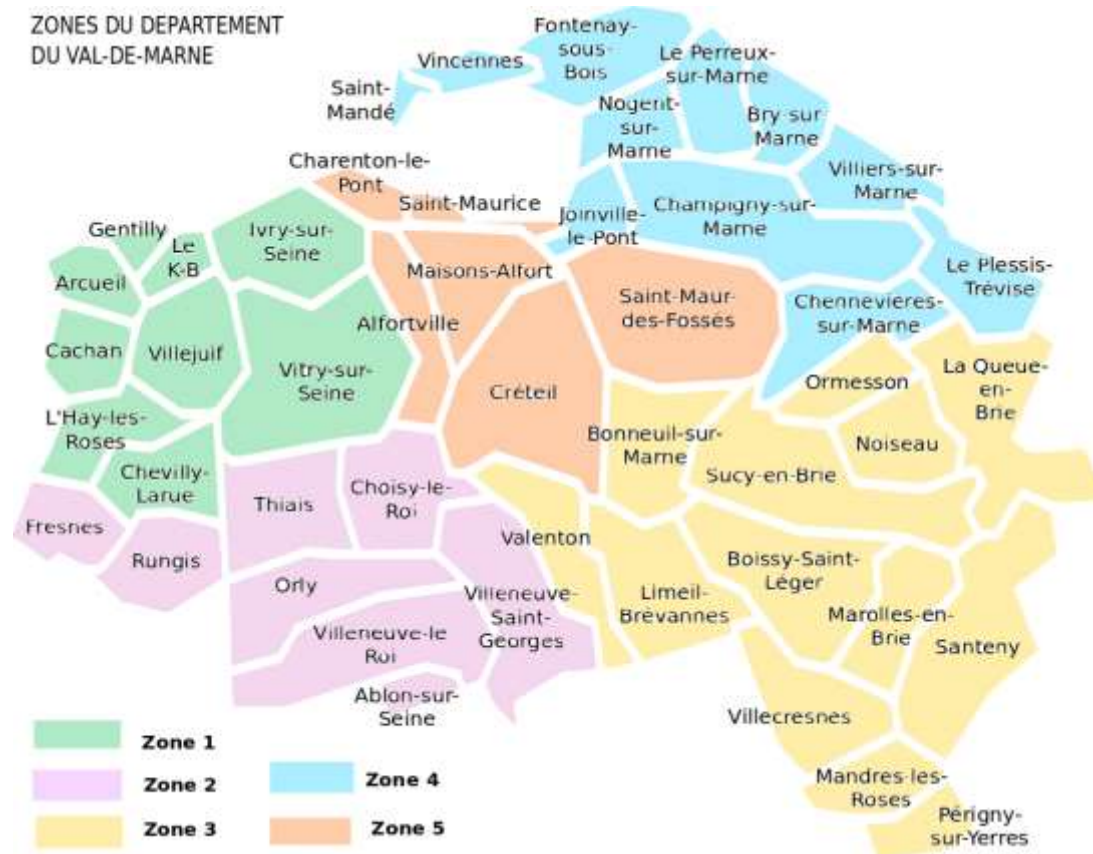 ZONES DU DEPARTEMENT
DU VAL-DE-MARNE
Fontenay-
sous-
Bois
Vincennes
Le Perreux-
sur-Marne
Saint-
Mandé
Nogent-
sur-
Marne
Bry sur
Marne
Charenton-le-
Pont
Villiers-sur-
Marne
Saint-Maurice
Joinville-
le-Pont
Champigny-sur-
Marne
Gentilly
Le
K-B
Ivry-sur-
Seine
Arcueil
Maisons-Alfort
Le Plessis-
Trévise
Saint-Maur-
des-Fossés
Chennevières-
sur-Marne
Cachan
Villejuif
Alfortville
Vitry-sur-
Seine
Créteil
Ormesson
La Queue-
en-
Brie
L'Hay-les-
Roses
Bonneuil-sur-
Marne
Noiseau
Chevilly-
Larue
Sucy-en-Brie
Thiais
Choisy-le-
Roi
Fresnes
Valenton
Rungis
Orly
Villeneuve-
Saint-
Georges
Limeil-
Brévannes
Boissy-Saint-
Léger
Marolles-en-
Brie
Villeneuve-le
Roi
Santeny
Ablon-sur-
Seine
Villecresnes
Mandres-les-
Roses
Périgny-
sur-Yerres
Zone 1
Zone 2
Zone 3
Zone 4
Zone 5